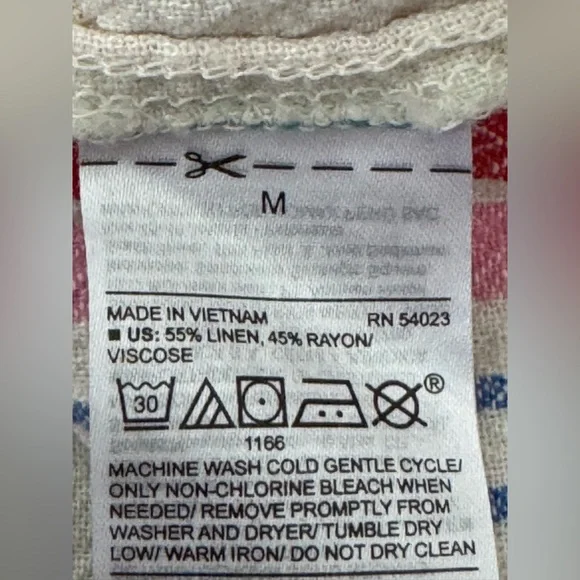 M
MADE IN VIETNAM RN 54023
■ US: 55% LINEN, 45% RAYON/
VISCOSE
30 ®
1166
MACHINE WASH COLD GENTLE CYCLE/
ONLY NON-CHLORINE BLEACH WHEN
NEEDED/ REMOVE PROMPTLY FROM
WASHER AND DRYER/ TUMBLE DRY
LOW/ WARM IRON/ DO NOT DRY CLEAN